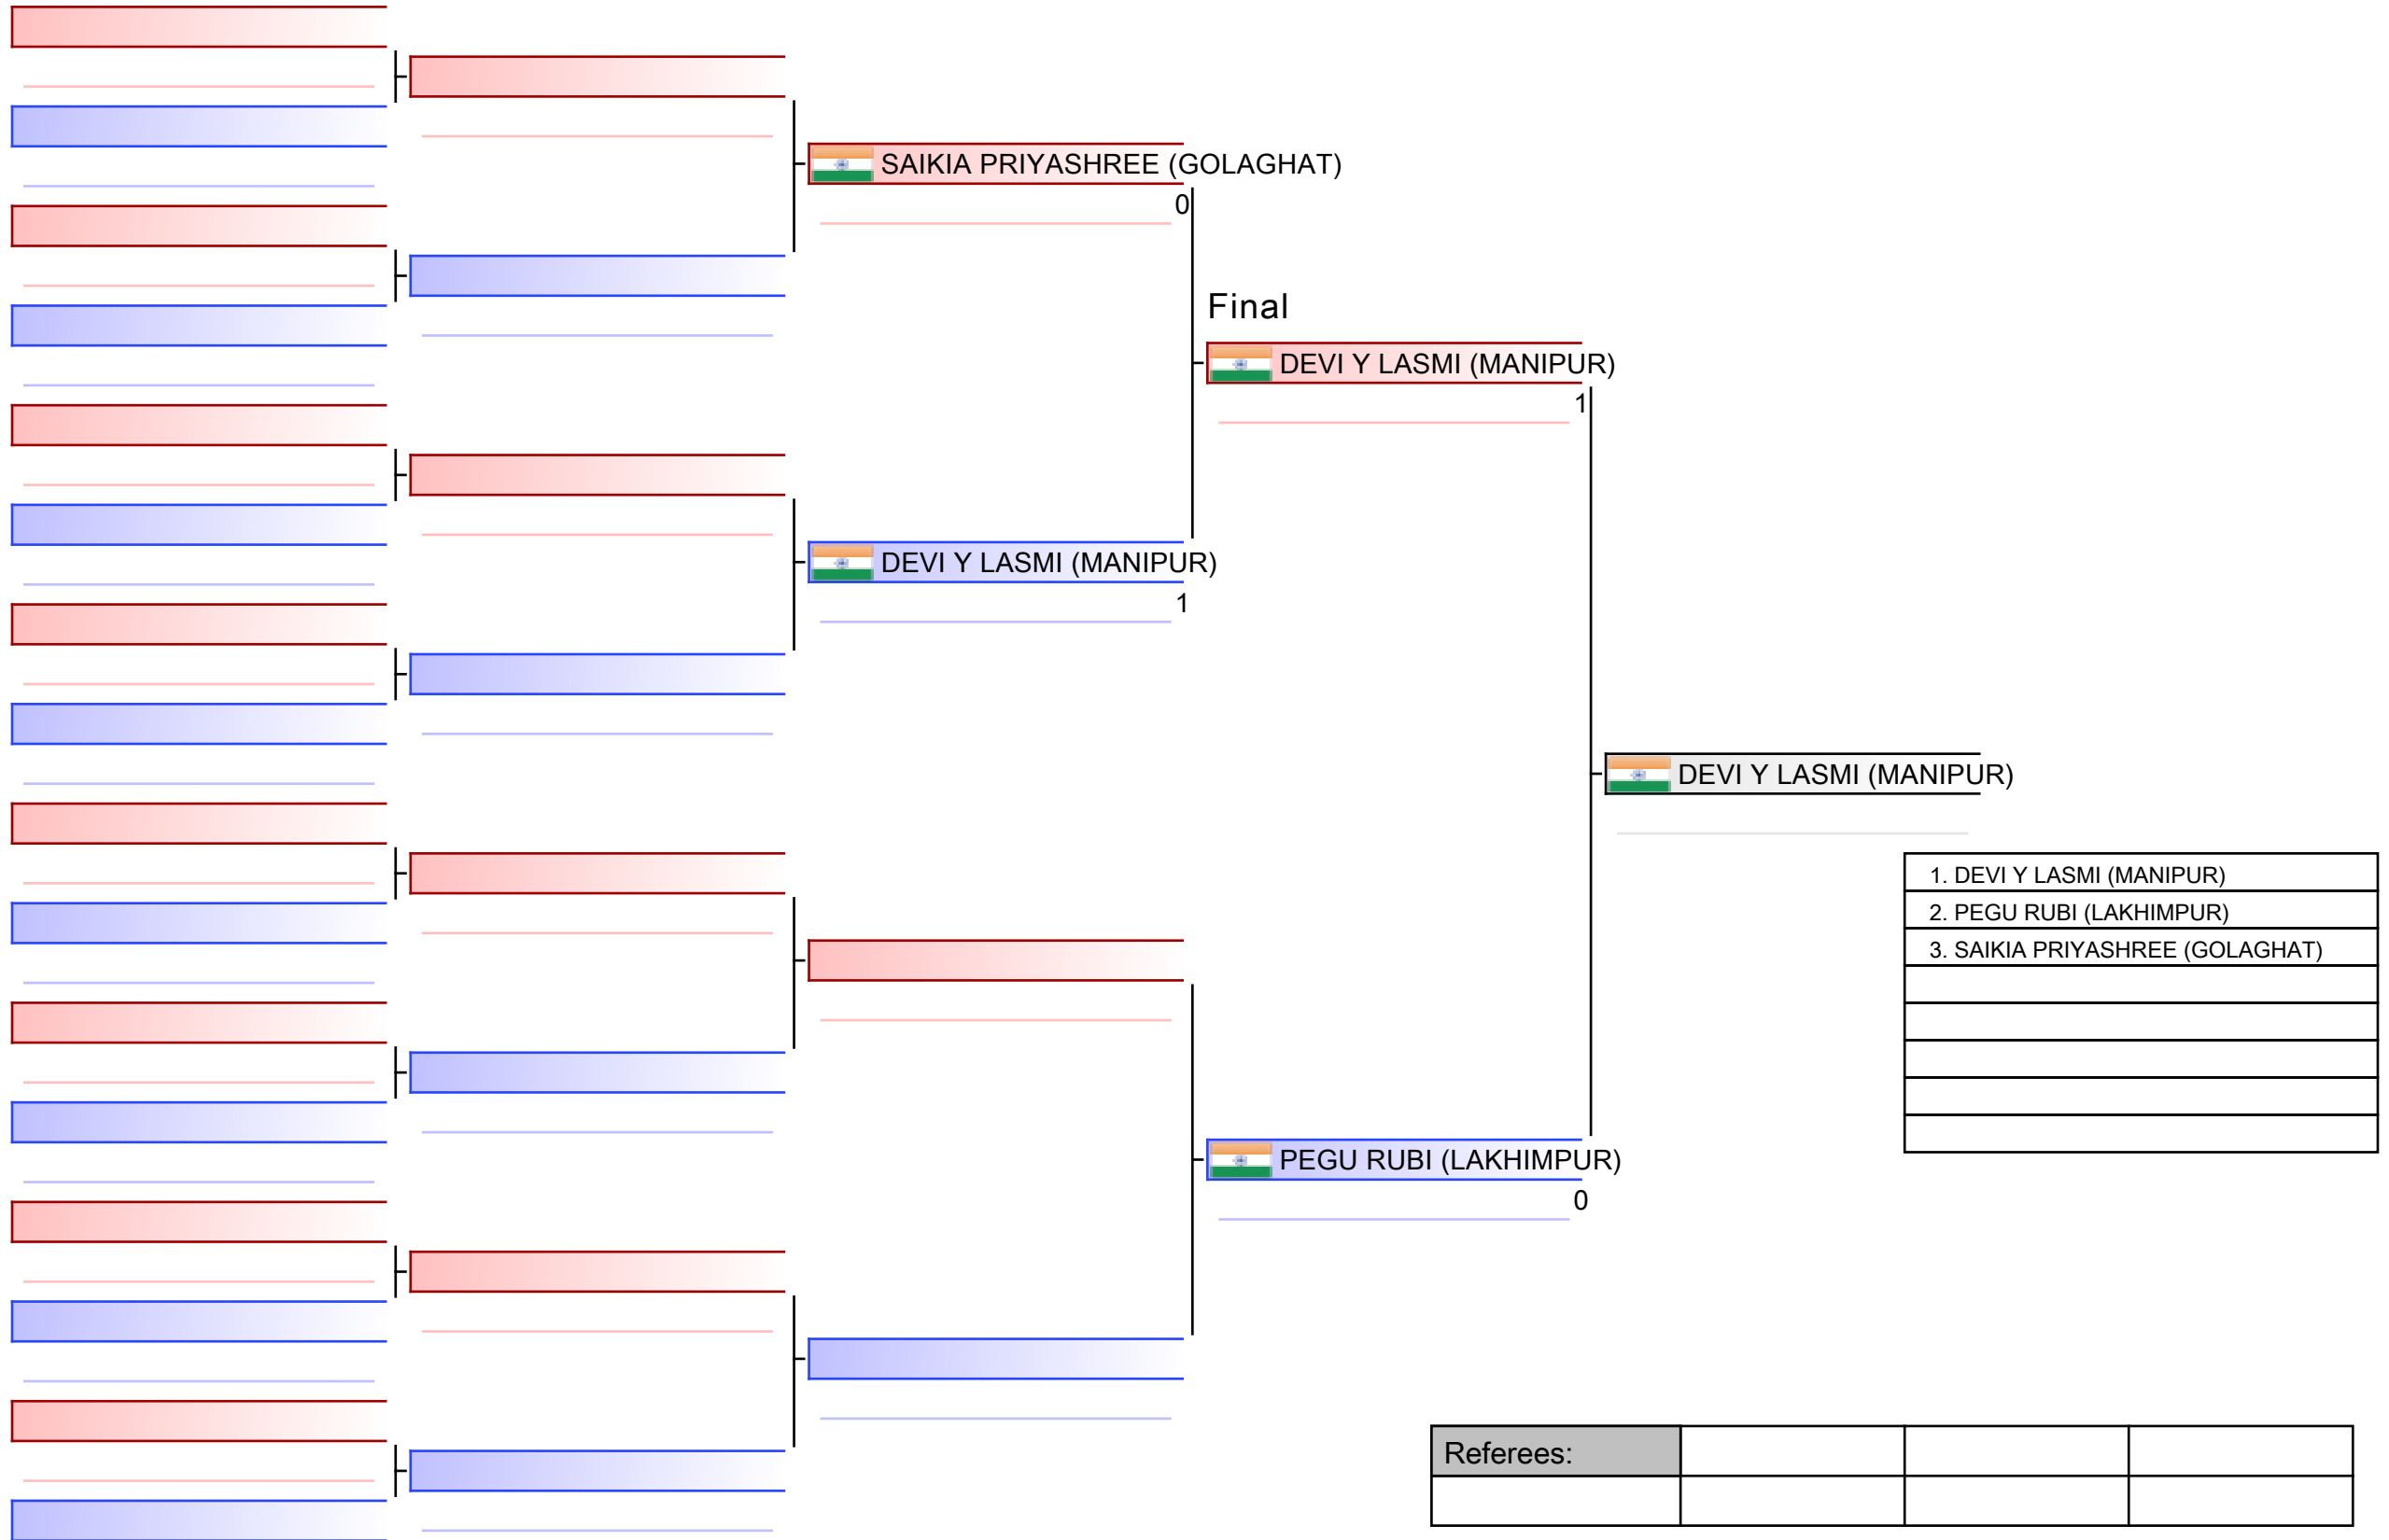 SAIKIA PRIYASHREE (GOLAGHAT)
0
Final
DEVI Y LASMI (MANIPUR)
1
DEVI Y LASMI (MANIPUR)
1
DEVI Y LASMI (MANIPUR)
1. DEVI Y LASMI (MANIPUR)
2. PEGU RUBI (LAKHIMPUR)
3. SAIKIA PRIYASHREE (GOLAGHAT)
PEGU RUBI (LAKHIMPUR)
0
Referees: